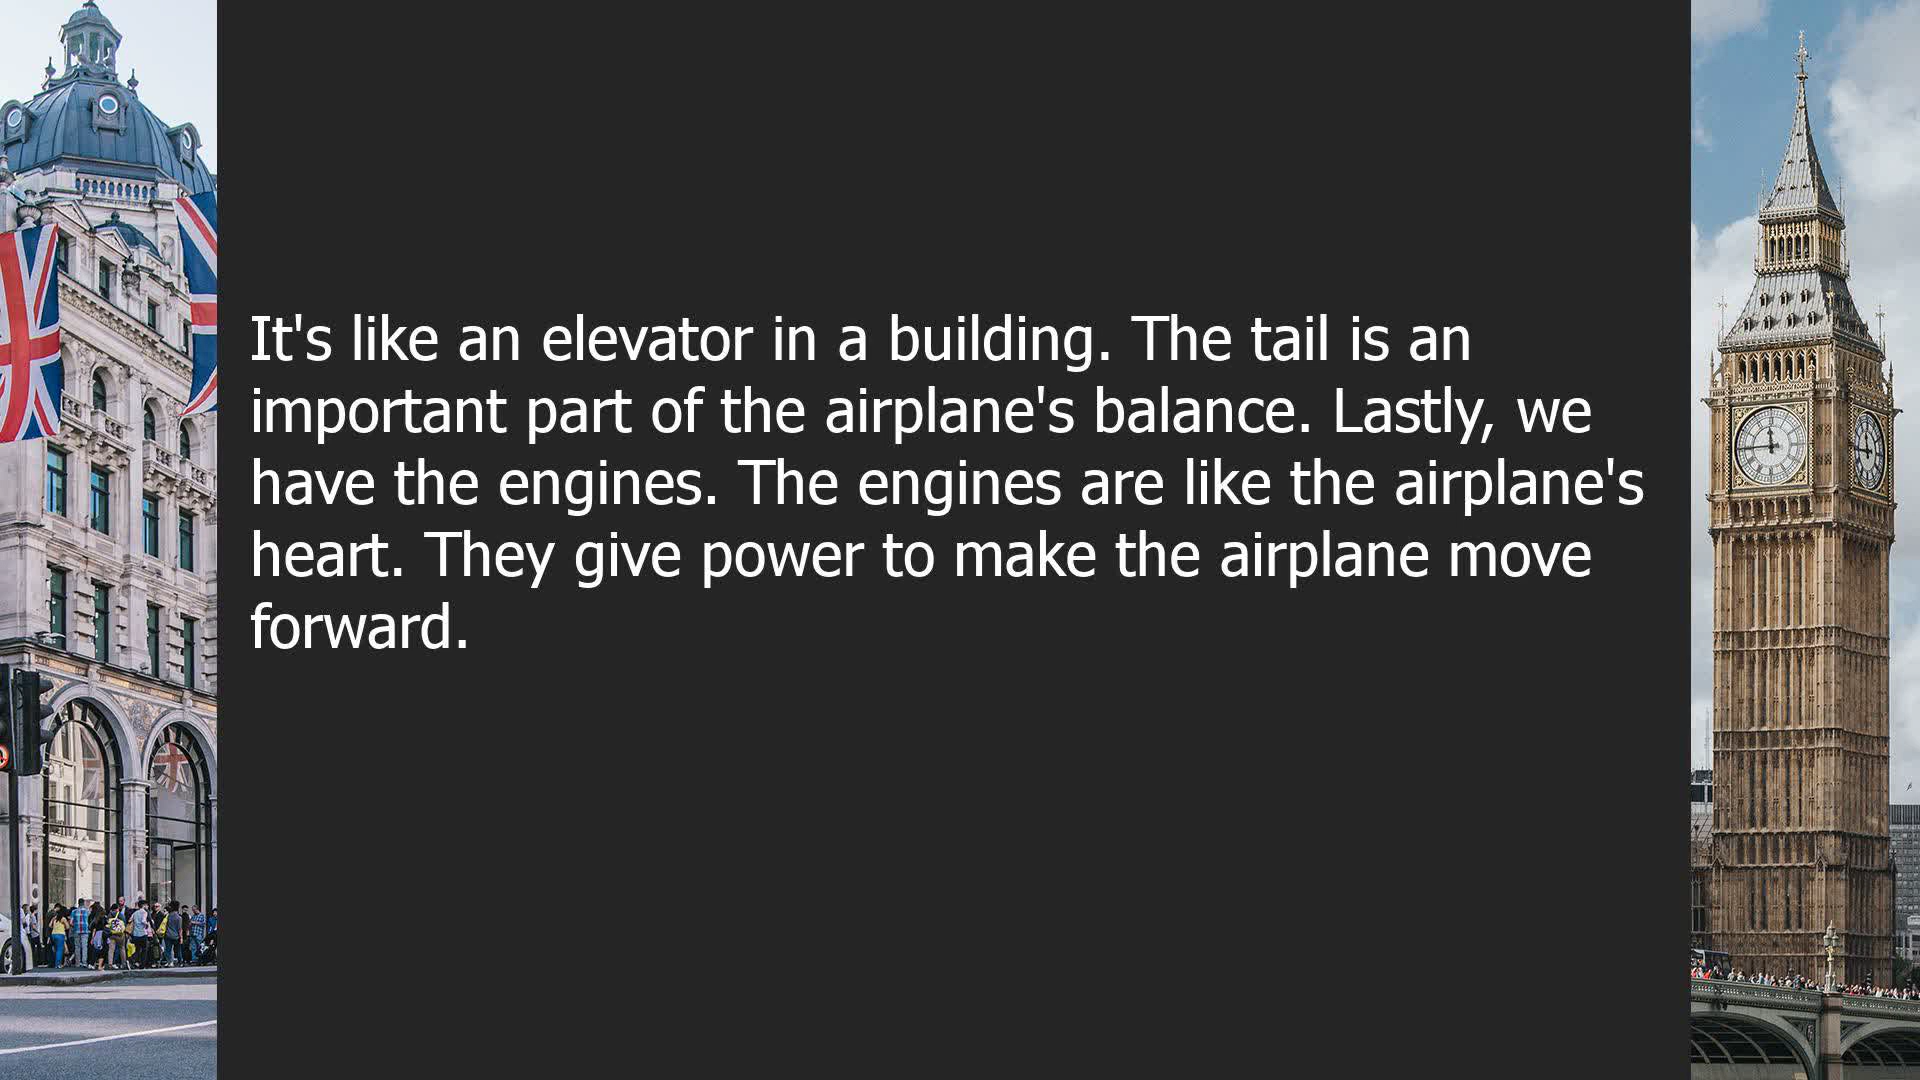 It's like an elevator in a building. The tail is an
important part of the airplane's balance. Lastly, we
have the engines. The engines are like the airplane's
heart. They give power to make the airplane move
forward.